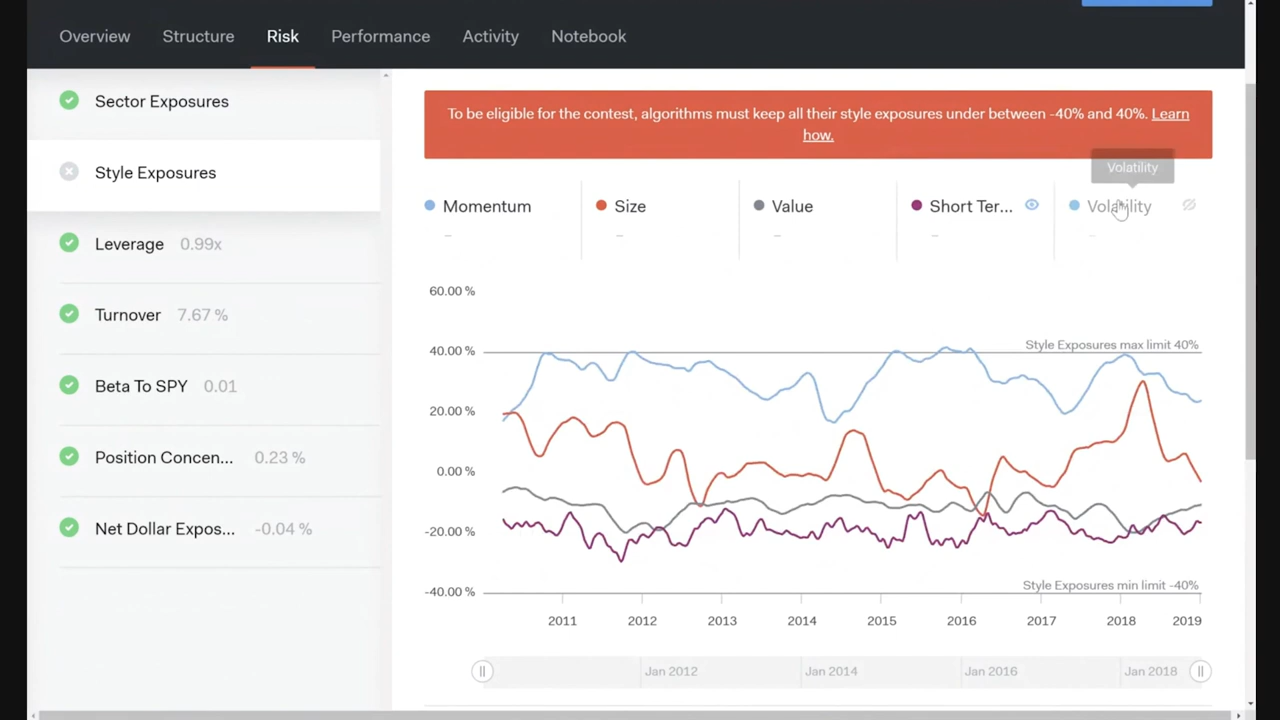 Overview Structure Risk Performance Activity Notebook
Sector Exposures
Style Exposures
Leverage 0.99x
Turnover 7.67 %
Beta To SPY 0.01
Position Concen... 0.23 %
Net Dollar Expos... -0.04 %
To be eligible for the contest, algorithms must keep all their style exposures under between -40% and 40%. Learn
how.
Volatility
Momentum Size Value Short Ter... Volatility
– – – – –
60.00 %
Style Exposures max limit 40%
40.00 %
20.00 %
0.00 %
-20.00 %
Style Exposures min limit -40%
-40.00 %
2011 2012 2013 2014 2015 2016 2017 2018 2019
Jan 2012 Jan 2014 Jan 2016 Jan 2018